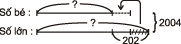 ?
Số bé :
?
2004
Số lớn :
202